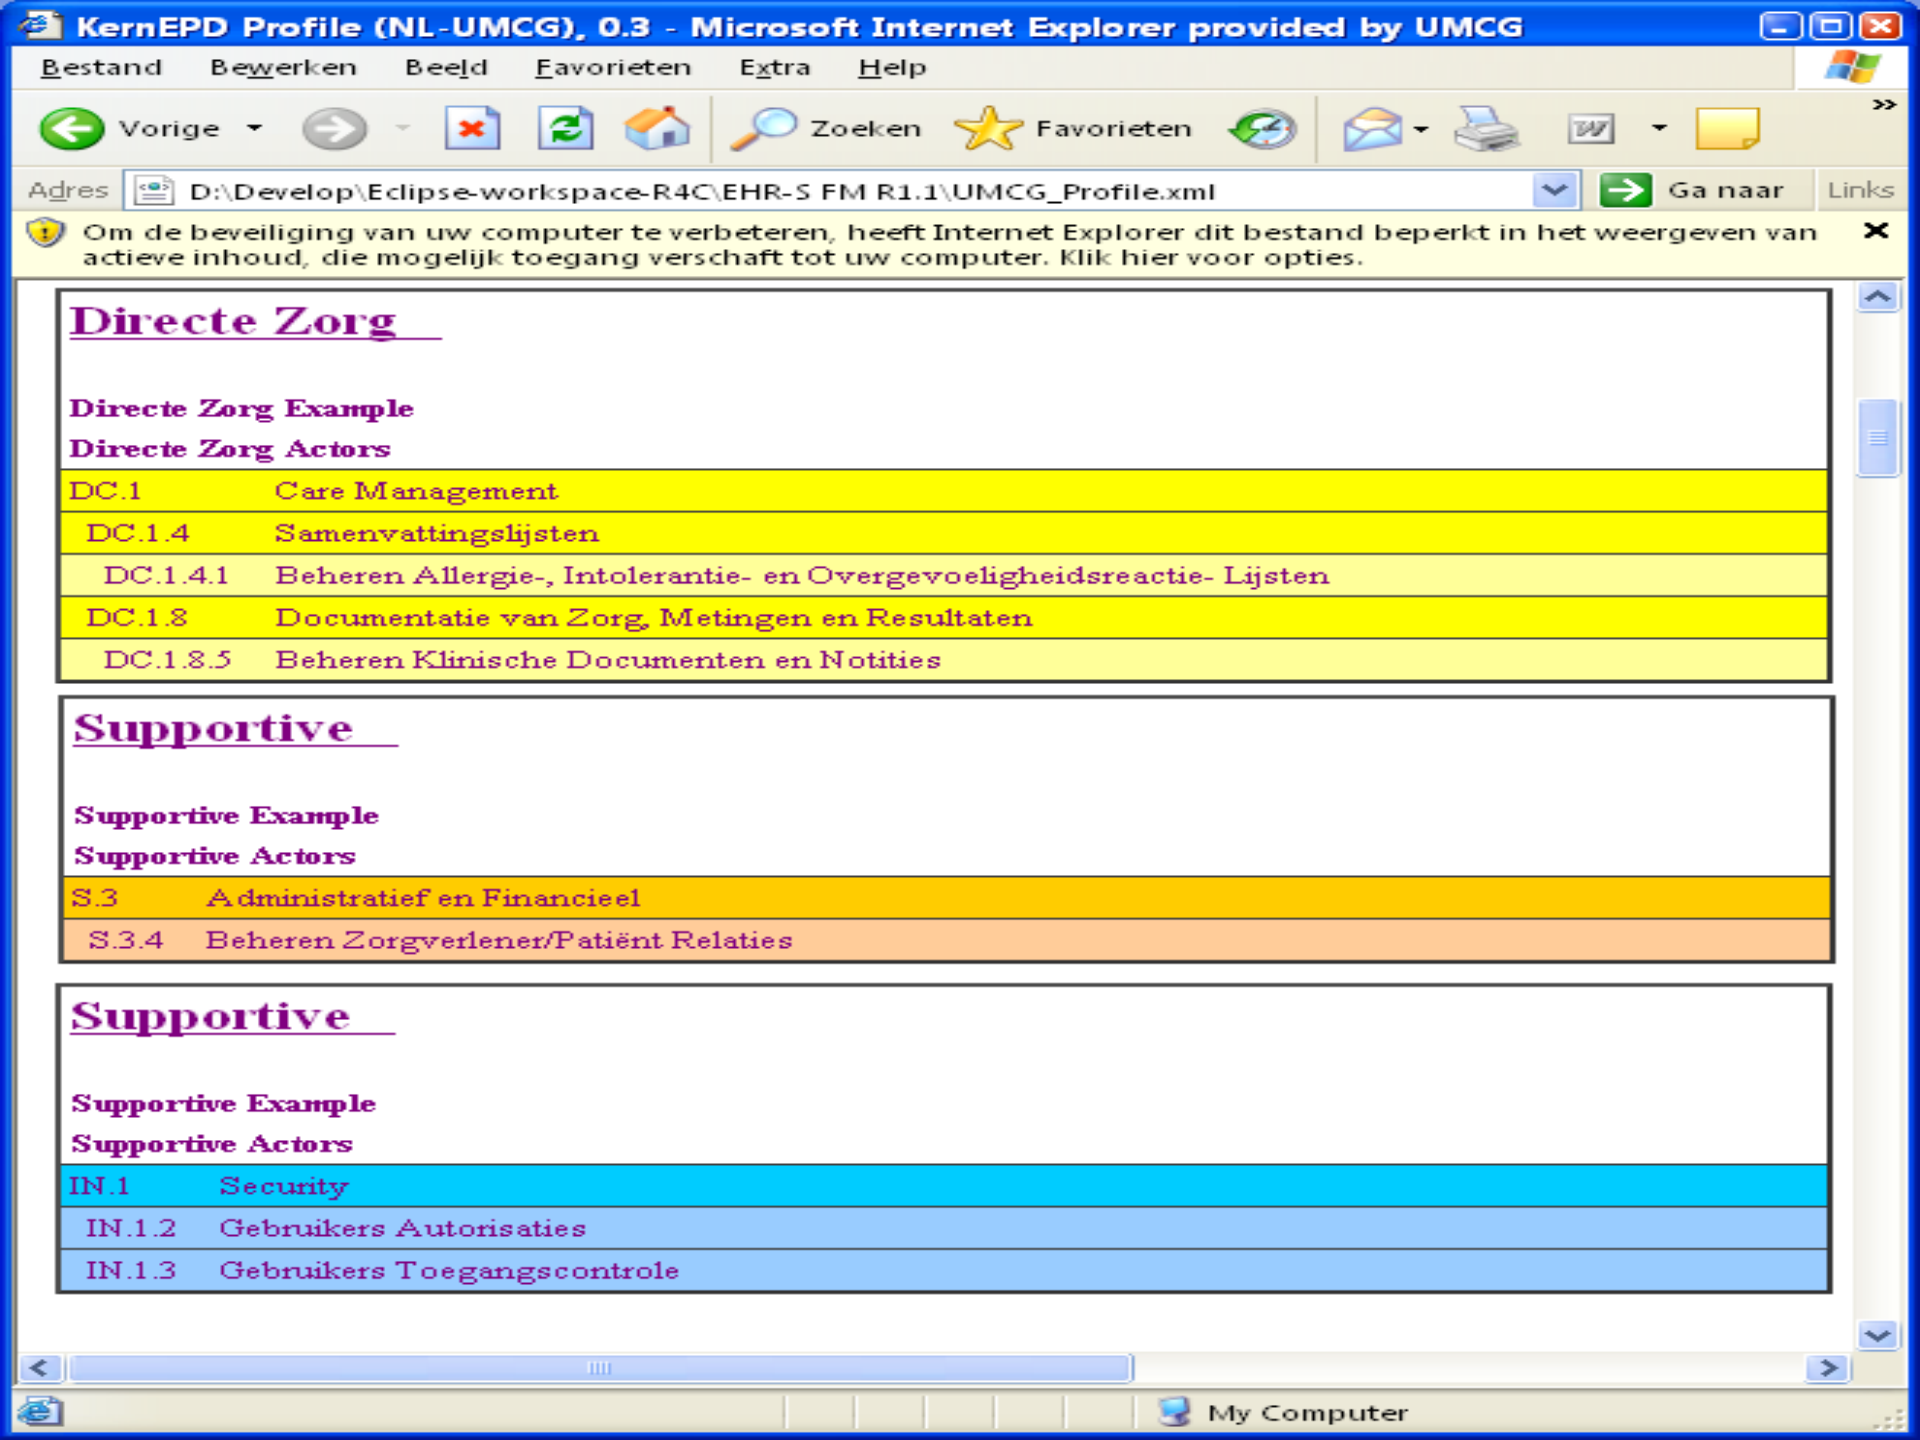 KernEPD Profile (NL-UMCG), 0.3 - Microsoft Internet Explorer provided by UMCG
Bestand Bewerken Beeld Favorieten Extra Help
Vorige Zoeken Favorieten W »
Adres D:\Develop\Eclipse-workspace-R4C\EHR-S FM R1.1\UMCG_Profile.xml Ga naar Links
Om de beveiliging van uw computer te verbeteren, heeft Internet Explorer dit bestand beperkt in het weergeven van
actieve inhoud, die mogelijk toegang verschaft tot uw computer. Klik hier voor opties.
Directe Zorg
Directe Zorg Example
Directe Zorg Actors
DC.1 Care Management
DC.1.4 Samenvattingslijsten
DC.1.4.1 Beheren Allergie-, Intolerantie- en Overgevoeligheidsreactie- Lijsten
DC.1.8 Documentatie van Zorg, Metingen en Resultaten
DC.1.8.5 Beheren Klinische Documenten en Notities
Supportive
Supportive Example
Supportive Actors
S.3 Administratief en Financieel
S.3.4 Beheren Zorgverlener/Patiënt Relaties
Supportive
Supportive Example
Supportive Actors
IN.1 Security
IN.1.2 Gebruikers Autorisaties
IN.1.3 Gebruikers Toegangscontrole
My Computer